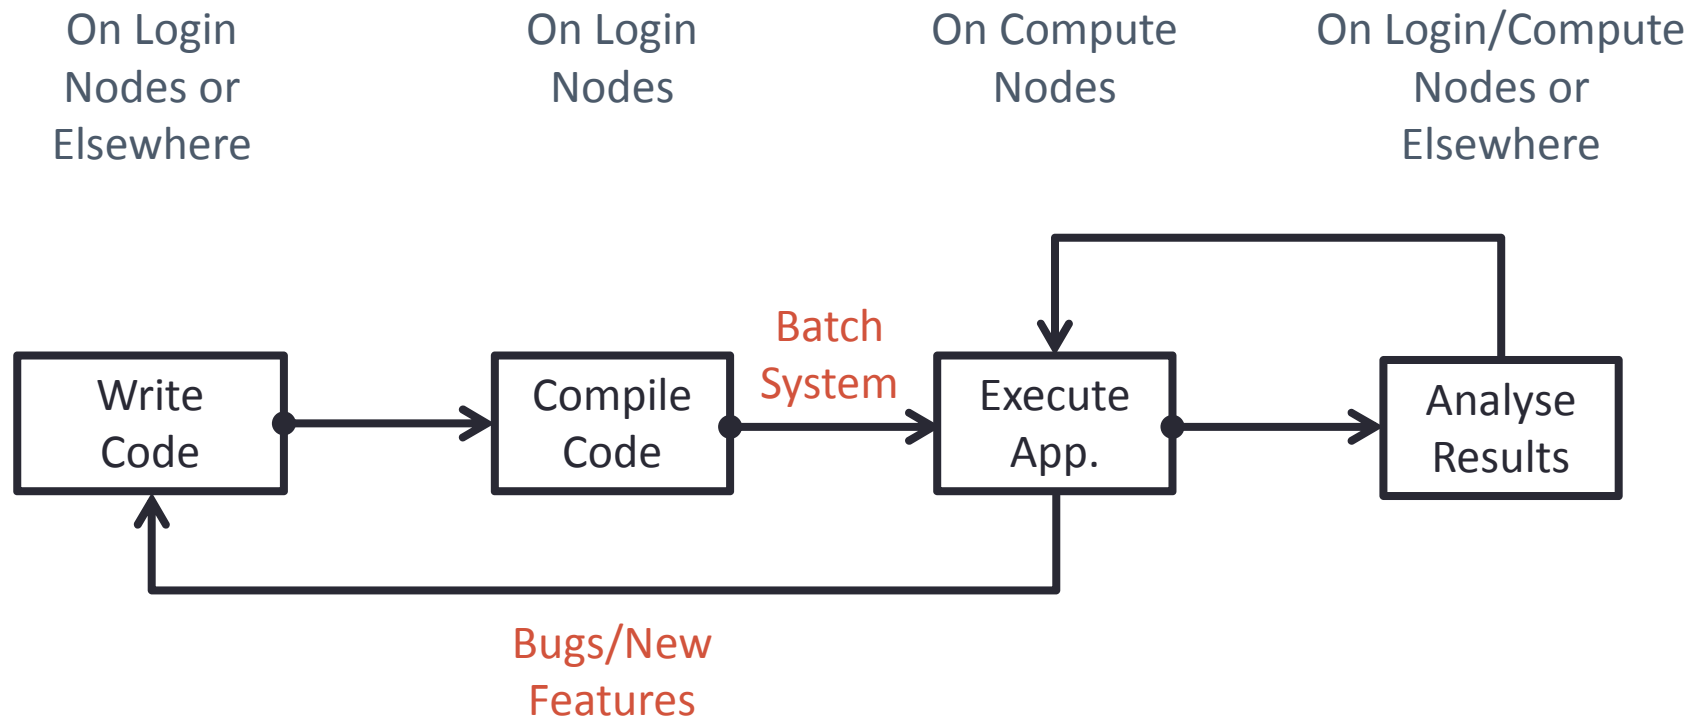 On Login
Nodes or
Elsewhere
On Login
Nodes
On Compute
Nodes
On Login/Compute
Nodes or
Elsewhere
Write
Code
Compile
Code
Batch
System
Execute
App.
Analyse
Results
Bugs/New
Features